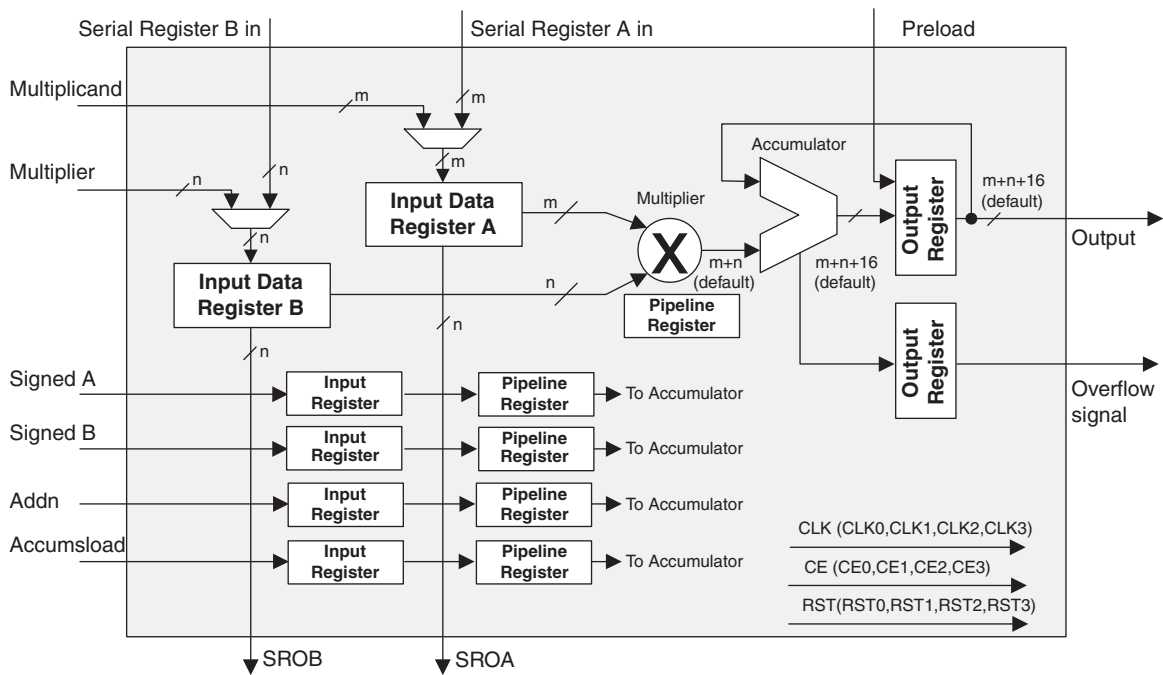 Serial Register B in
Serial Register A in
Preload
Multiplicand
m
m
Accumulator
Multiplier
n
n
m
Input Data
Register A
m
Multiplier
X
m+n
(default)
m+n+16
(default)
Output
Register
m+n+16
(default)
Output
n
Input Data
Register B
n
Pipeline
Register
n
n
Output
Register
Overflow
signal
Signed A
Input
Register
Pipeline
Register
To Accumulator
Signed B
Input
Register
Pipeline
Register
To Accumulator
Addn
Input
Register
Pipeline
Register
To Accumulator
Accumsload
Input
Register
Pipeline
Register
To Accumulator
CLK (CLK0,CLK1,CLK2,CLK3)
CE (CE0,CE1,CE2,CE3)
RST(RST0,RST1,RST2,RST3)
SROB
SROA